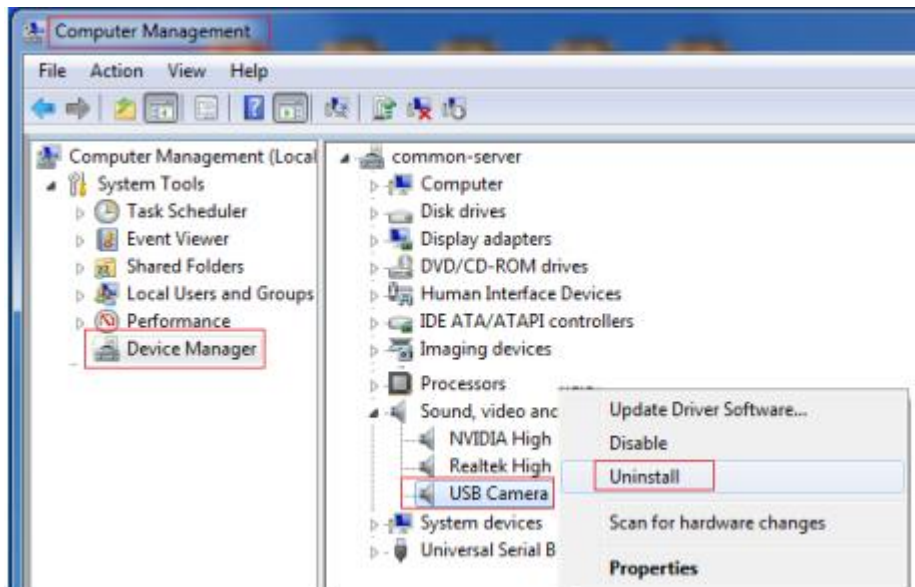 Computer Management
File Action View Help
Computer Management (Local
System Tools
Task Scheduler
Event Viewer
Shared Folders
Local Users and Groups
Performance
Device Manager
common-server
Computer
Disk drives
Display adapters
DVD/CD-ROM drives
Human Interface Devices
IDE ATA/ATAPI controllers
Imaging devices
Processors
Sound, video and
NVIDIA High
Realtek High
USB Camera
System devices
Universal Serial B
Update Driver Software...
Disable
Uninstall
Scan for hardware changes
Properties